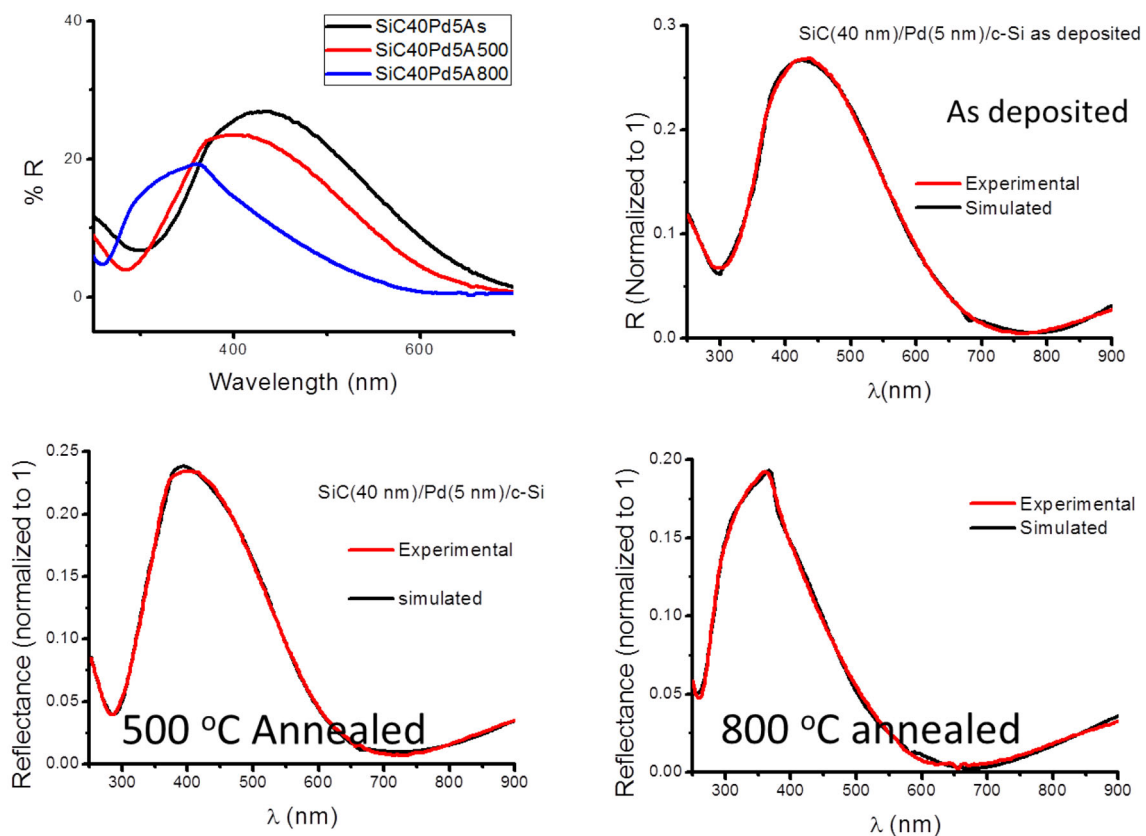 SiC40Pd5As
SiC40Pd5A500
SiC40Pd5A800
40
20
0
% R
400
600
Wavelength (nm)
SiC(40 nm)/Pd(5 nm)/c-Si as deposited
As deposited
Experimental
Simulated
0.3
0.2
0.1
0.0
R (Normalized to 1)
300
400
500
600
700
800
900
λ(nm)
0.25
0.20
0.15
0.10
0.05
0.00
Reflectance (normalized to 1)
SiC(40 nm)/Pd(5 nm)/c-Si
Experimental
simulated
500 °C Annealed
300
400
500
600
700
800
900
λ (nm)
0.20
0.15
0.10
0.05
0.00
Reflectance (normalized to 1)
Experimental
Simulated
800 °C annealed
300
400
500
600
700
800
900
λ (nm)